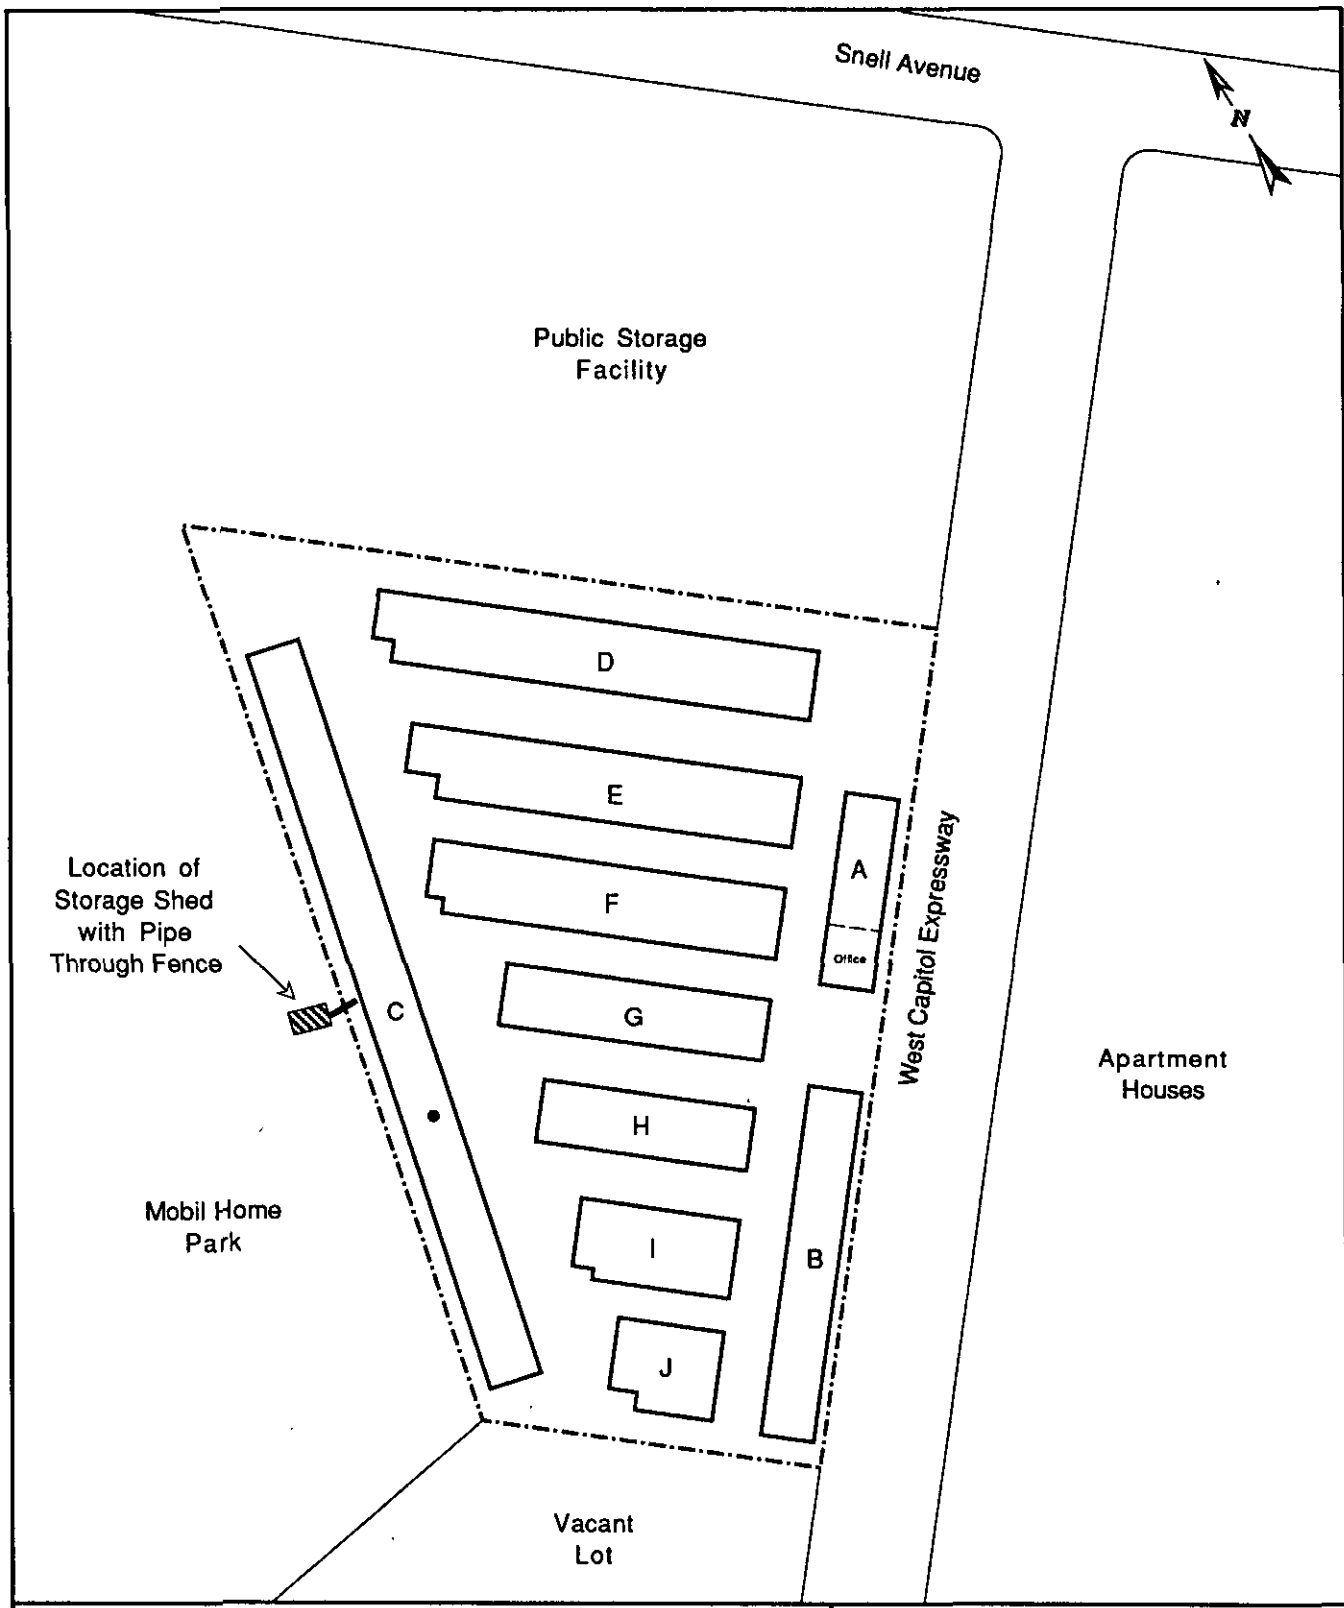 Snell Avenue
N
Public Storage
Facility
D
E
A
Location of
Storage Shed
with Pipe
Through Fence
F
Office
West Capitol Expressway
C
G
Apartment
Houses
H
Mobil Home
Park
I
B
J
Vacant
Lot